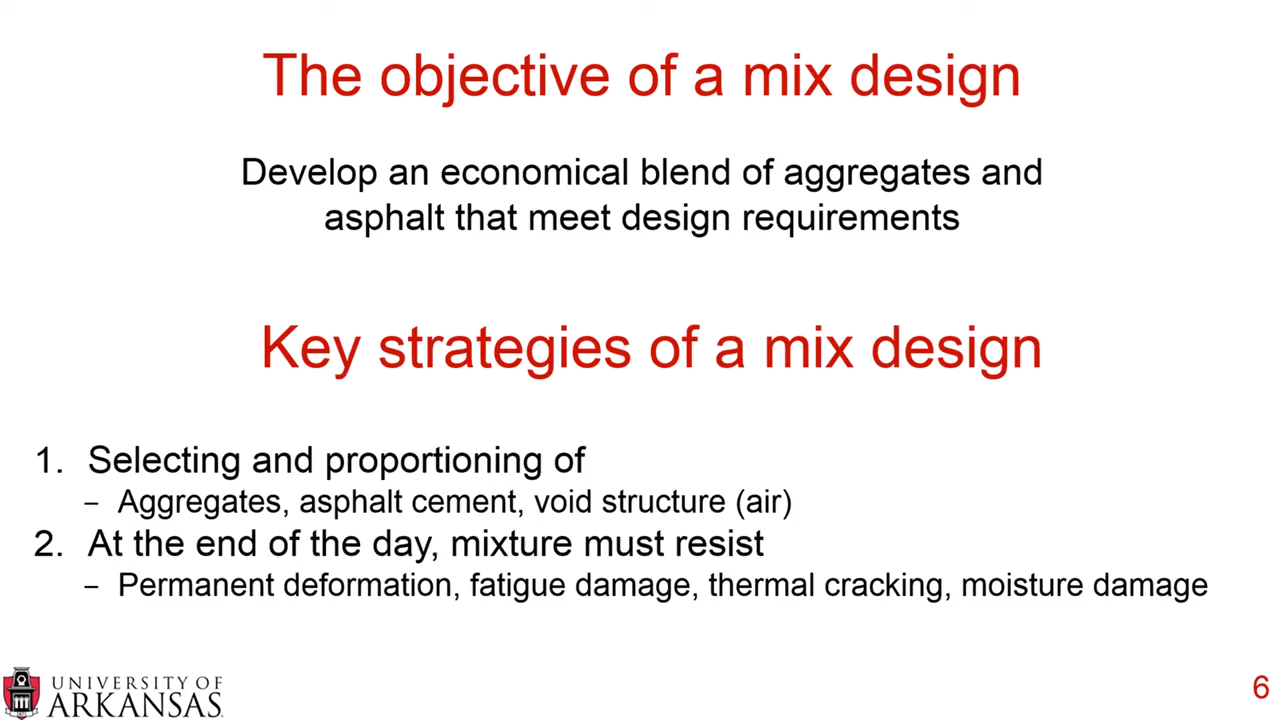 The objective of a mix design
Develop an economical blend of aggregates and
asphalt that meet design requirements
Key strategies of a mix design
1. Selecting and proportioning of
– Aggregates, asphalt cement, void structure (air)
2. At the end of the day, mixture must resist
– Permanent deformation, fatigue damage, thermal cracking, moisture damage
UNIVERSITY OF
ARKANSAS
6